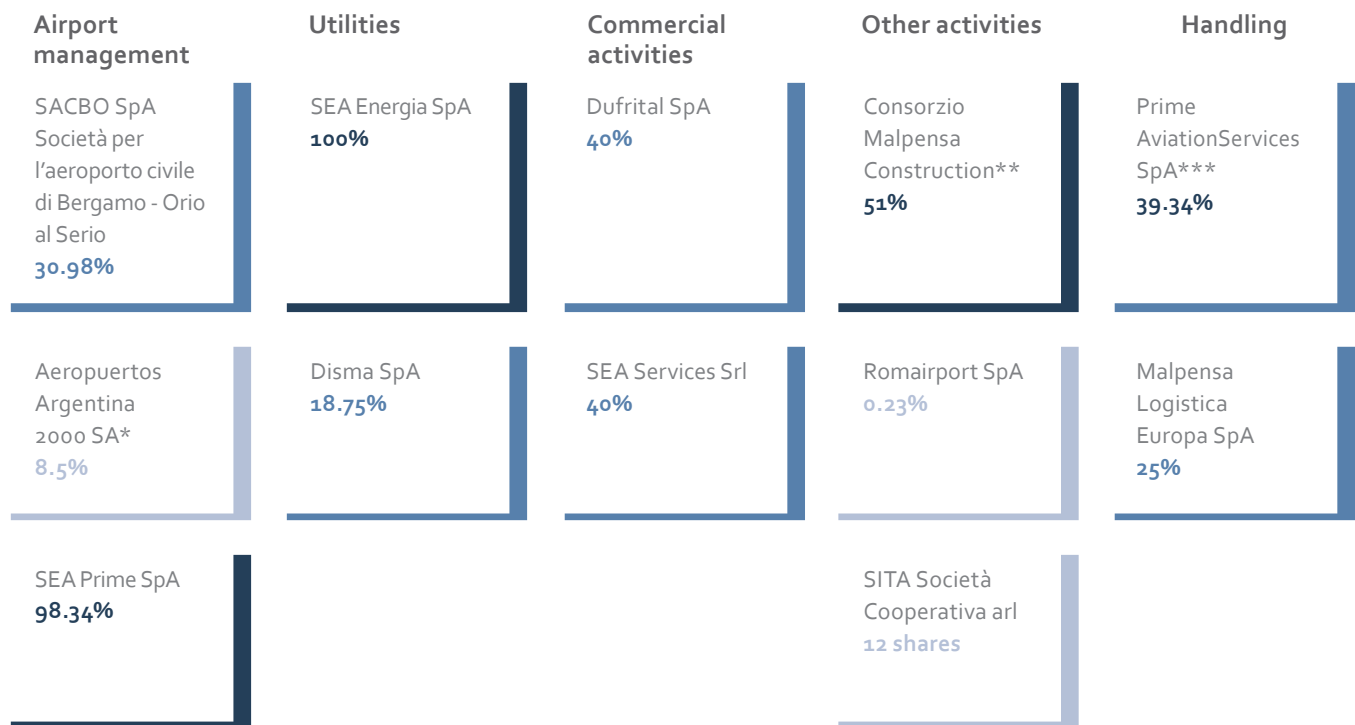 Airport
management
SACBO SpA
Società per
l'aeroporto civile
di Bergamo - Orio
al Serio
30.98%
Aeropuertos
Argentina
2000 SA*
8.5%
SEA Prime SpA
98.34%
Utilities
SEA Energia SpA
100%
Disma SpA
18.75%
Commercial
activities
Dufrital SpA
40%
SEA Services Srl
40%
Other activities
Consorzio
Malpensa
Construction**
51%
Romairport SpA
0.23%
SITA Società
Cooperativa arl
12 shares
Handling
Prime
AviationServices
SpA***
39.34%
Malpensa
Logistica
Europa SpA
25%